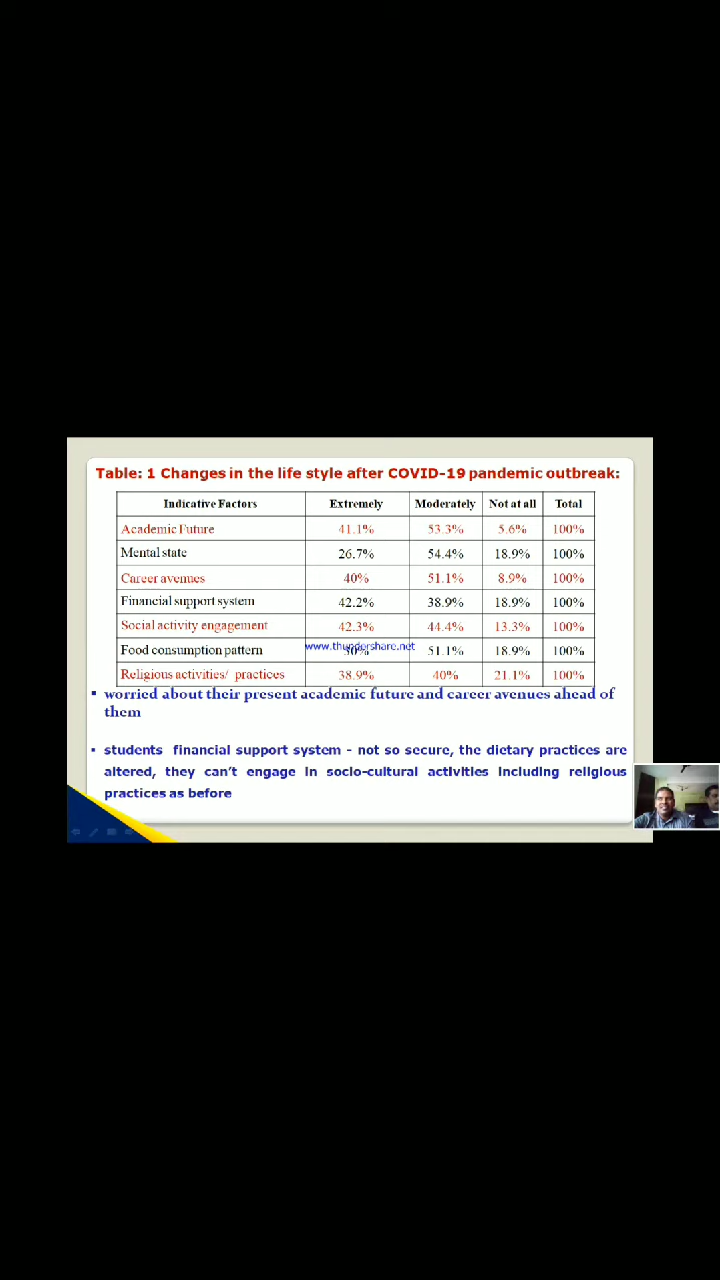 Table: 1 Changes in the life style after COVID-19 pandemic outbreak:
Indicative Factors Extremely Moderately Not at all Total
Academic Future 41.1% 53.3% 5.6% 100%
Mental state 26.7% 54.4% 18.9% 100%
Career avenues 40% 51.1% 8.9% 100%
Financial support system 42.2% 38.9% 18.9% 100%
Social activity engagement 42.3% 44.4% 13.3% 100%
www.thundershare.net
Food consumption pattern 30% 51.1% 18.9% 100%
Religious activities/ practices 38.9% 40% 21.1% 100%
▪ worried about their present academic future and career avenues ahead of
them
▪ students financial support system - not so secure, the dietary practices are
altered, they can't engage in socio-cultural activities including religious
practices as before